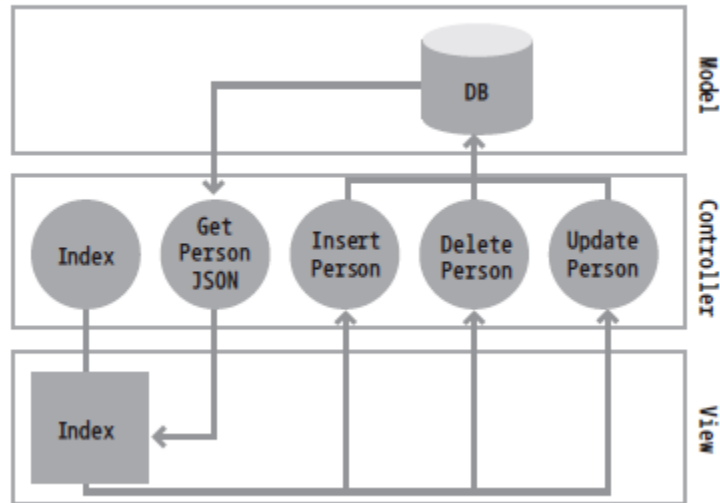 Model
DB
Controller
Index
Get
Person
JSON
Insert
Person
Delete
Person
Update
Person
View
Index